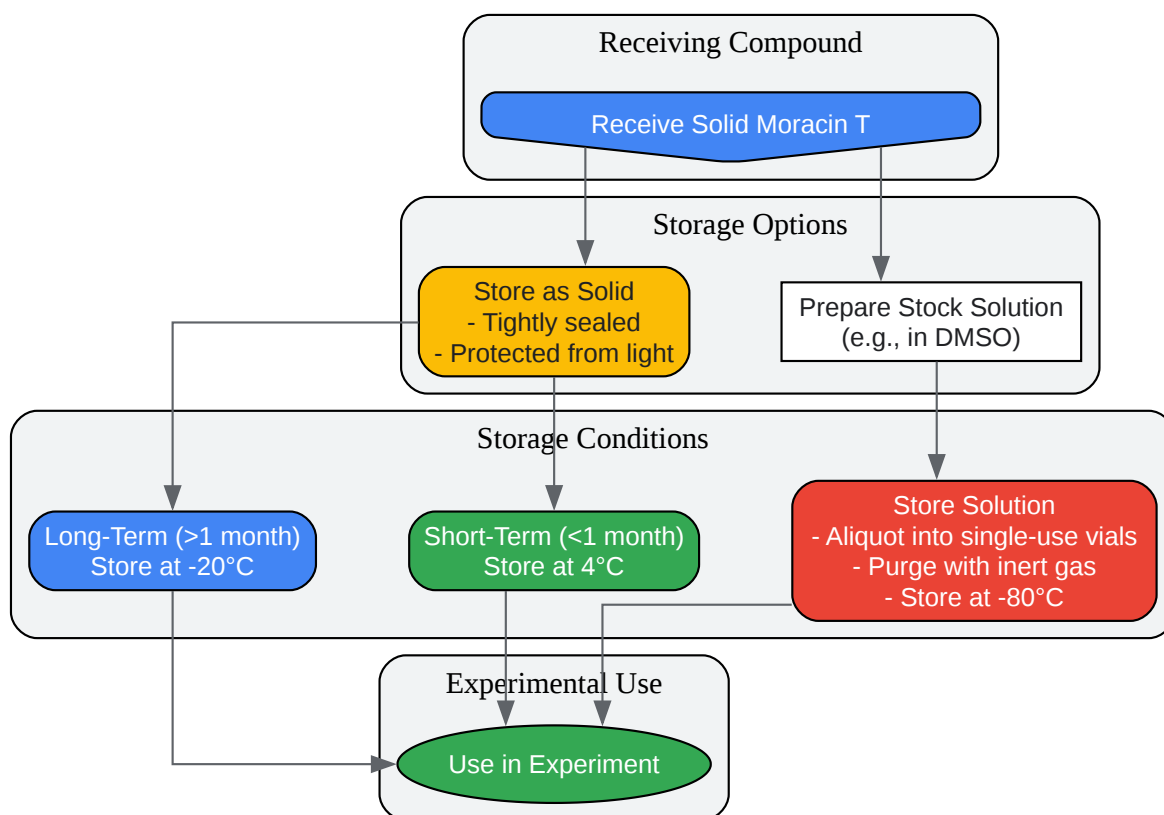 Receiving Compound
Receive Solid Moracin T
Storage Options
Store as Solid
- Tightly sealed
- Protected from light
Prepare Stock Solution
(e.g., in DMSO)
Storage Conditions
Long-Term (>1 month)
Store at -20°C
Short-Term (<1 month)
Store at 4°C
Store Solution
- Aliquot into single-use vials
- Purge with inert gas
- Store at -80°C
Experimental Use
Use in Experiment